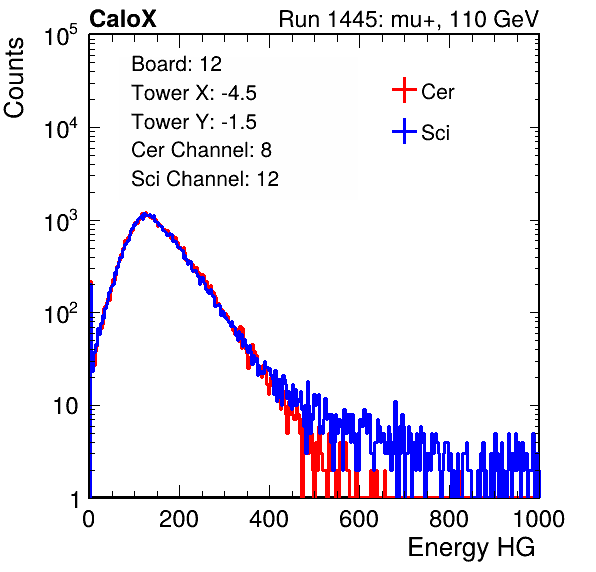 CaloX Run 1445: mu+, 110 GeV
Counts
10^5
10^4
10^3
10^2
10
1
Board: 12
Tower X: -4.5
Tower Y: -1.5
Cer Channel: 8
Sci Channel: 12
Cer
Sci
0 200 400 600 800 1000
Energy HG